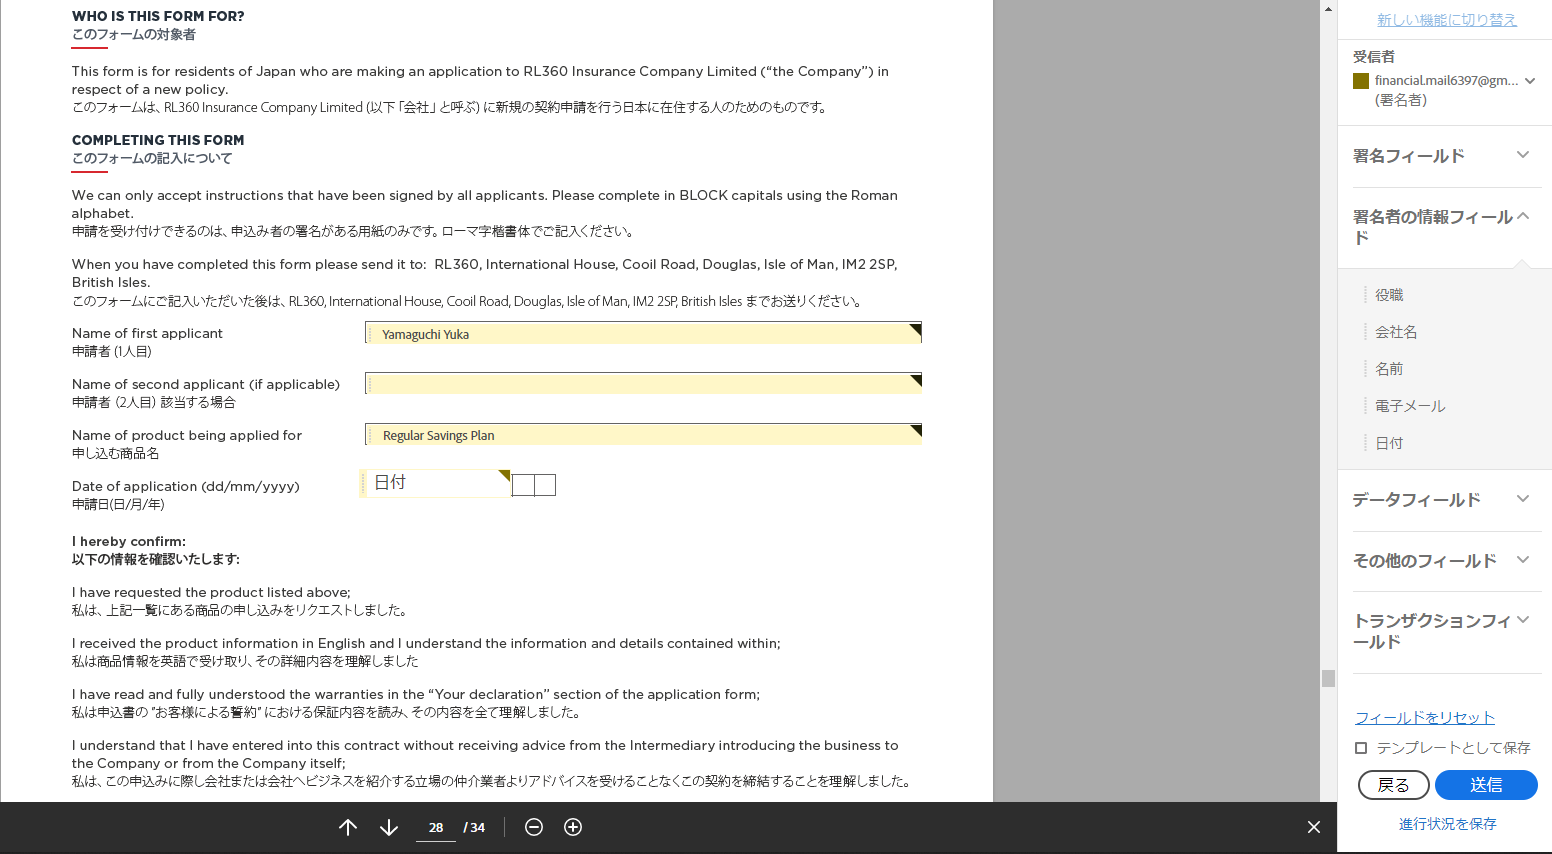 WHO IS THIS FORM FOR?
このフォームの対象者
This form is for residents of Japan who are making an application to RL360 Insurance Company Limited (“the Company”) in
respect of a new policy.
このフォームは、RL360 Insurance Company Limited (以下「会社」と呼ぶ) に新規の契約申請を行う日本に在住する人のためのものです。
COMPLETING THIS FORM
このフォームの記入について
We can only accept instructions that have been signed by all applicants. Please complete in BLOCK capitals using the Roman
alphabet.
申請を受け付けできるのは、申込み者の署名がある用紙のみです。ローマ字楷書体でご記入ください。
When you have completed this form please send it to: RL360, International House, Cooil Road, Douglas, Isle of Man, IM2 2SP,
British Isles.
このフォームにご記入いただいた後は、RL360, International House, Cooil Road, Douglas, Isle of Man, IM2 2SP, British Isles までお送りください。
Name of first applicant
申請者 (1人目)
Yamaguchi Yuka
Name of second applicant (if applicable)
申請者 (2人目) 該当する場合
Name of product being applied for
申し込む商品名
Regular Savings Plan
Date of application (dd/mm/yyyy)
申請日(日/月/年)
日付
I hereby confirm:
以下の情報を確認いたします:
I have requested the product listed above;
私は、上記一覧にある商品の申し込みをリクエストしました。
I received the product information in English and I understand the information and details contained within;
私は商品情報を英語で受け取り、その詳細内容を理解しました
I have read and fully understood the warranties in the “Your declaration” section of the application form;
私は申込書の “お客様による誓約” における保証内容を読み、その内容を全て理解しました。
I understand that I have entered into this contract without receiving advice from the Intermediary introducing the business to
the Company or from the Company itself;
私は、この申込みに際し会社または会社へビジネスを紹介する立場の仲介業者よりアドバイスを受けることなくこの契約を締結することを理解しました。
28 / 34
新しい機能に切り替え
受信者
financial.mail6397@gm...
(署名者)
署名フィールド
署名者の情報フィール
ド
役職
会社名
名前
電子メール
日付
データフィールド
その他のフィールド
トランザクションフィ
ールド
フィールドをリセット
テンプレートとして保存
戻る 送信
進行状況を保存